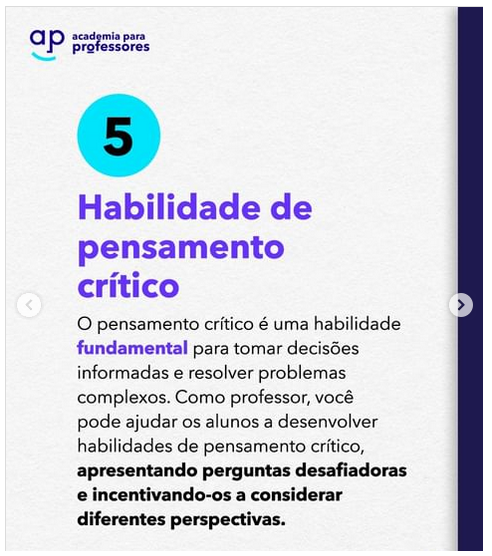 ap academia para
professores
5
Habilidade de
pensamento
crítico
O pensamento crítico é uma habilidade
fundamental para tomar decisões
informadas e resolver problemas
complexos. Como professor, você
pode ajudar os alunos a desenvolver
habilidades de pensamento crítico,
apresentando perguntas desafiadoras
e incentivando-os a considerar
diferentes perspectivas.